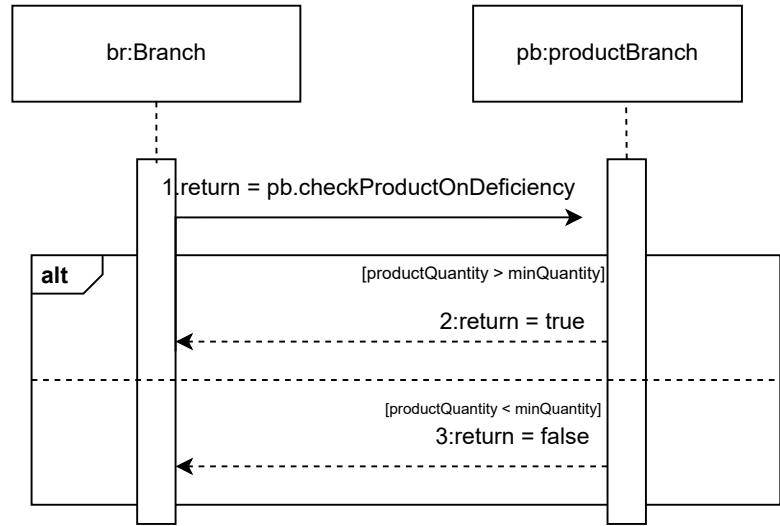 br:Branch
pb:productBranch
1.return = pb.checkProductOnDeficiency
alt
[productQuantity > minQuantity]
2:return = true
[productQuantity < minQuantity]
3:return = false